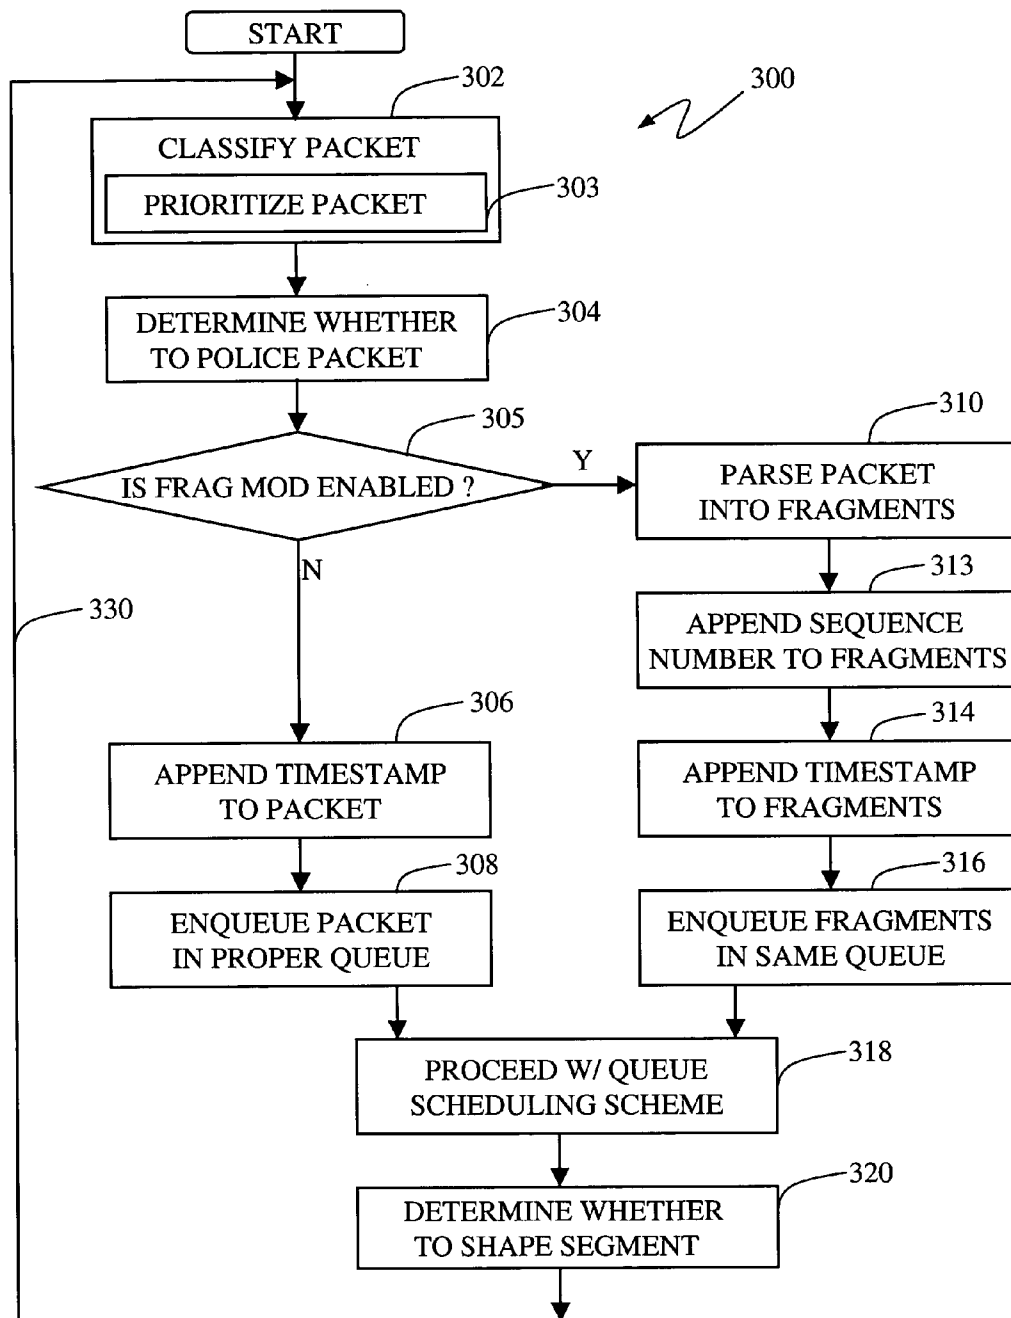 START
302
300
CLASSIFY PACKET
PRIORITIZE PACKET
303
DETERMINE WHETHER
TO POLICE PACKET
304
305
IS FRAG MOD ENABLED ?
Y
N
310
PARSE PACKET
INTO FRAGMENTS
313
APPEND SEQUENCE
NUMBER TO FRAGMENTS
330
306
APPEND TIMESTAMP
TO PACKET
314
APPEND TIMESTAMP
TO FRAGMENTS
308
ENQUEUE PACKET
IN PROPER QUEUE
316
ENQUEUE FRAGMENTS
IN SAME QUEUE
PROCEED W/ QUEUE
SCHEDULING SCHEME
318
DETERMINE WHETHER
TO SHAPE SEGMENT
320